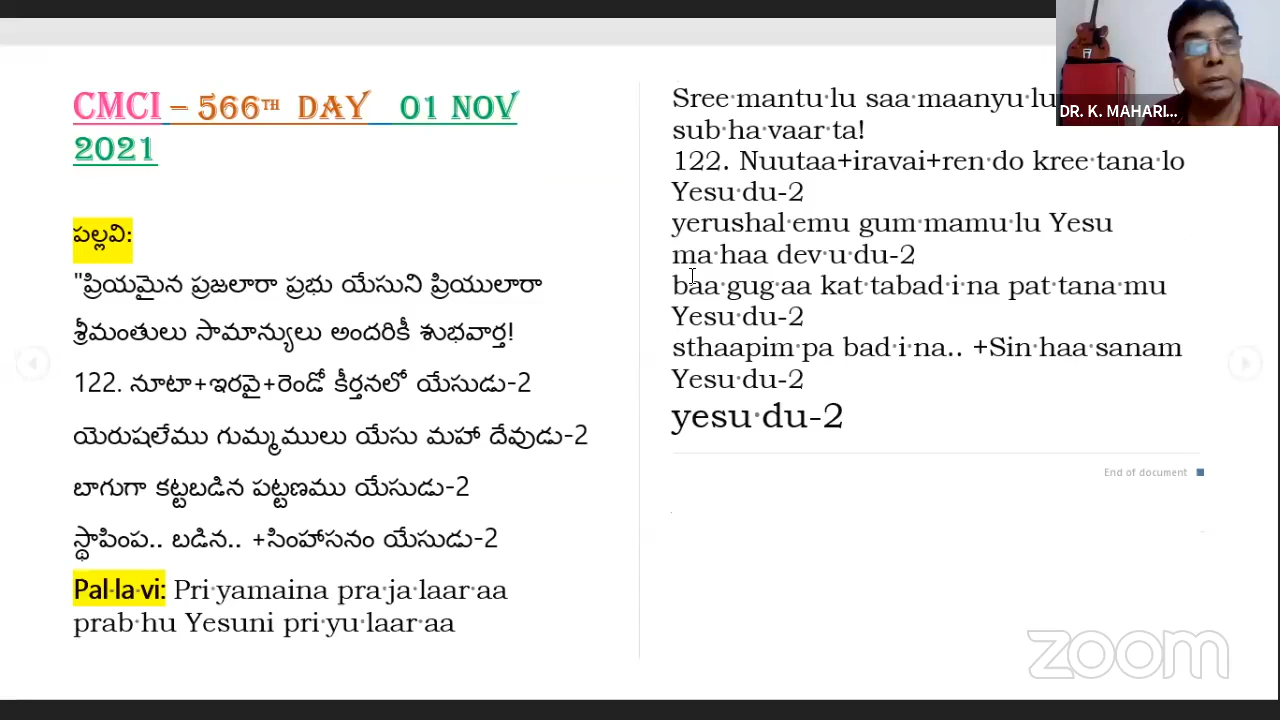 CMCI – 566TH DAY 01 NOV
2021
పల్లవి:
"ప్రియమైన ప్రజలారా ప్రభు యేసుని ప్రియులారా
శ్రీమంతులు సామాన్యులు అందరికీ శుభవార్త!
122. నూటా+ఇరవై+రెండో కీర్తనలో యేసుడు-2
యెరుషలేము గుమ్మములు యేసు మహా దేవుడు-2
బాగుగా కట్టబడిన పట్టణము యేసుడు-2
స్థాపింప.. బడిన.. +సింహాసనం యేసుడు-2
Pal·la·vi: Pri·yamaina pra·ja·laar·aa
prab·hu Yesuni pri·yu·laar·aa
Sree·mantu·lu saa·maanyu·lu
sub·ha·vaar·ta!
122. Nuutaa+iravai+ren·do kree·tana·lo
Yesu·du-2
yerushal·emu gum·mamu·lu Yesu
ma·haa dev·u·du-2
baa·gug·aa kat·tabad·i·na pat·tana·mu
Yesu·du-2
sthaapim·pa bad·i·na.. +Sin·haa·sanam
Yesu·du-2
yesu·du-2
End of document
DR. K. MAHARI...
zoom